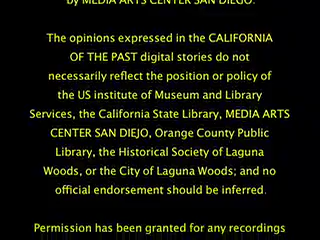 by MEDIA ARTS CENTER SAN DIEGO.
The opinions expressed in the CALIFORNIA
OF THE PAST digital stories do not
necessarily reflect the position or policy of
the US institute of Museum and Library
Services, the California State Library, MEDIA ARTS
CENTER SAN DIEJO, Orange County Public
Library, the Historical Society of Laguna
Woods, or the City of Laguna Woods; and no
official endorsement should be inferred.
Permission has been granted for any recordings